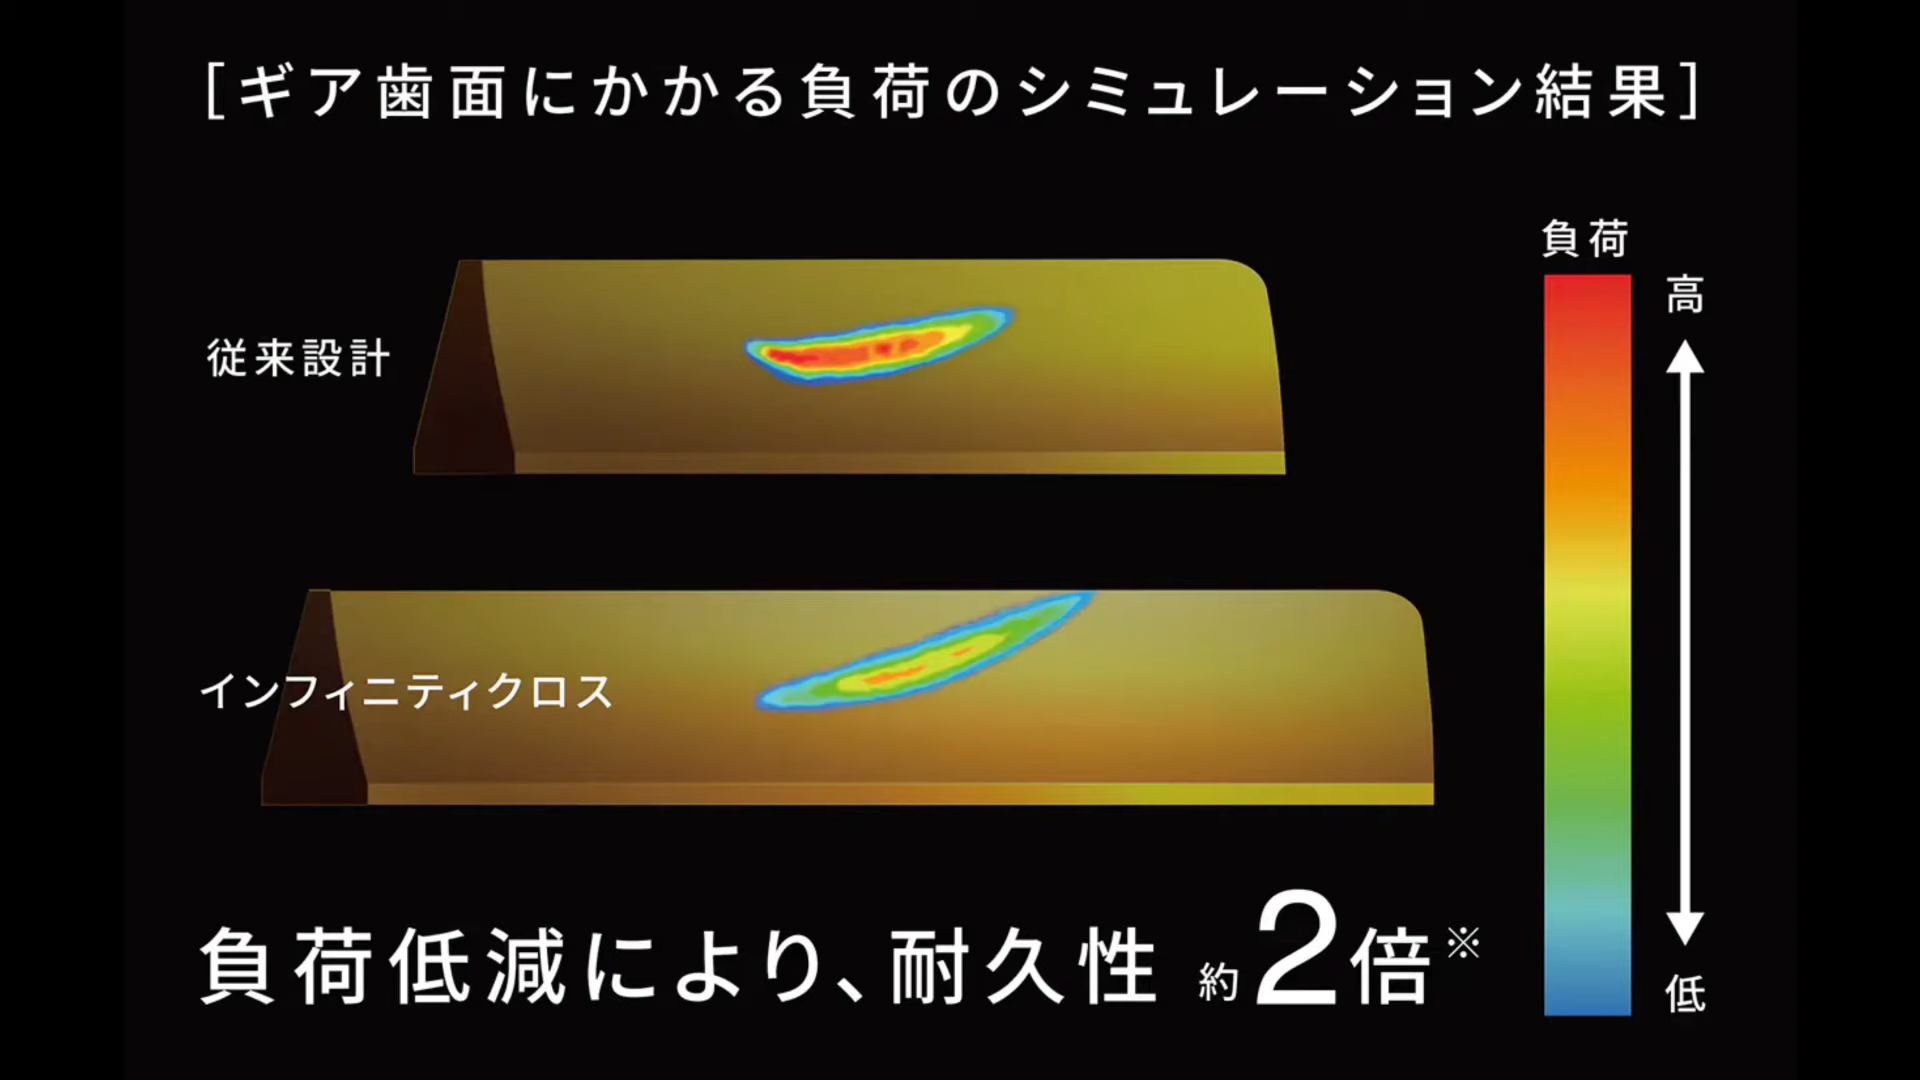 [ギア歯面にかかる負荷のシミュレーション結果]
負荷
高
従来設計
インフィニティクロス
負荷低減により、耐久性 約2倍※
低